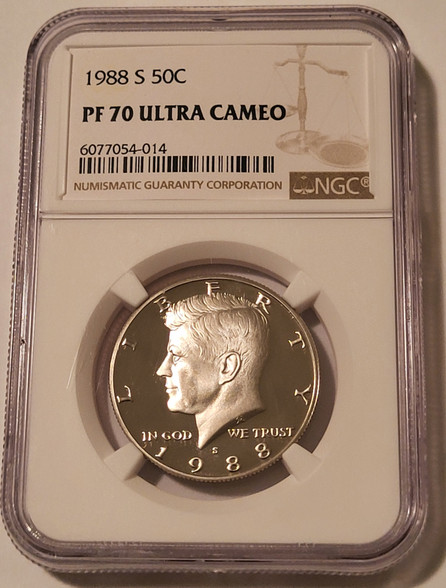 1988 S 50C
PF 70 ULTRA CAMEO
6077054-014
NUMISMATIC GUARANTY CORPORATION
NGC®
LIBERTY
IN GOD WE TRUST
S
1988